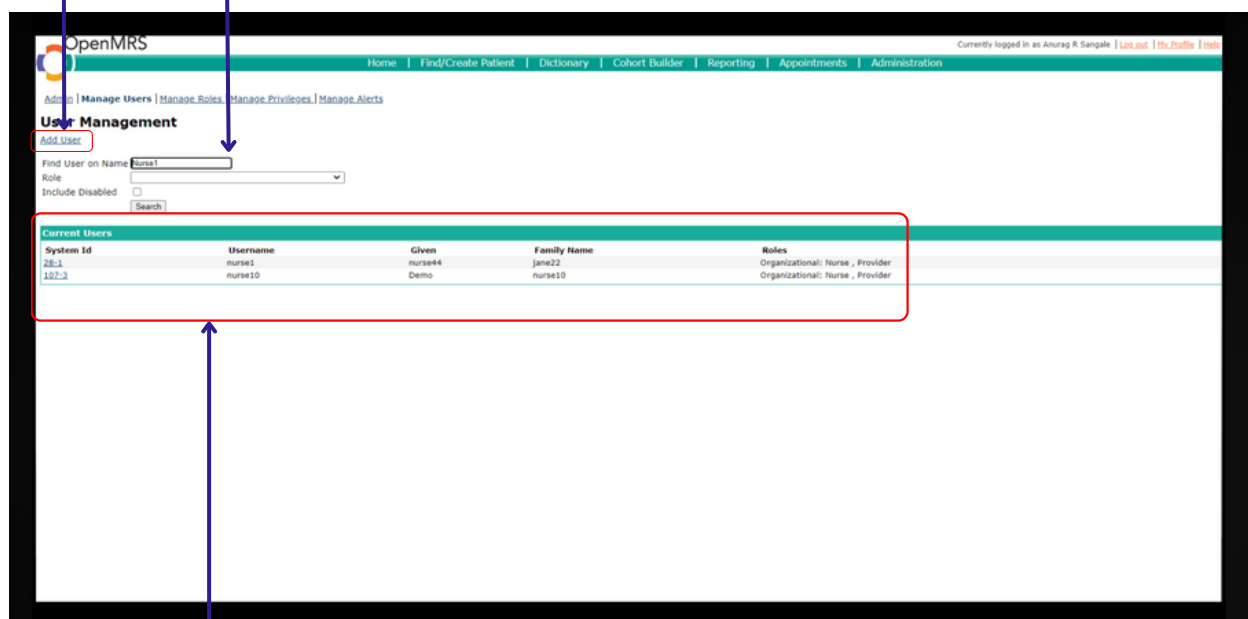 OpenMRS
Currently logged in as Anurag R Sangale | Log out | My Profile | Help
Home | Find/Create Patient | Dictionary | Cohort Builder | Reporting | Appointments | Administration
Admin | Manage Users | Manage Roles | Manage Privileges | Manage Alerts
User Management
Add User
Find User on Name Nurse1
Role
Include Disabled
Search
Current Users
System Id Username Given Family Name Roles
28-1 nurse1 nurse44 jane22 Organizational: Nurse , Provider
107-3 nurse10 Demo nurse10 Organizational: Nurse , Provider